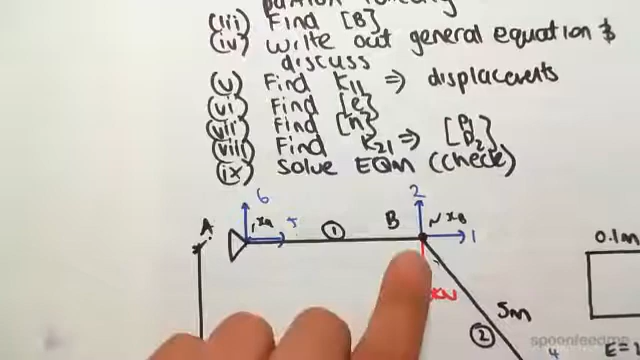 (iii) Find [B]
(iv) Write out general equation &
discuss
(v) Find K11 => displacements
(vi) Find [e]
(vii) Find [n]
(viii) Find K21 => [P1 P2]
(ix) Solve EQM (check)
6
2
A
1
B
1
0.1m
5m
2
4
spoonfeedme